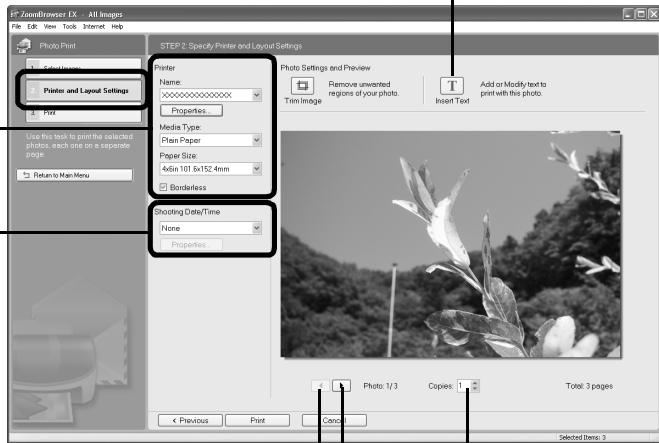 ZoomBrowser EX - All Images
File Edit View Tools Internet Help
Photo Print
STEP 2: Specify Printer and Layout Settings
1. Select Images
2. Printer and Layout Settings
3. Print
Use this task to print the selected
photos, each one on a separate
page.
Return to Main Menu
Printer
Name:
XXXXXXXXXXXXX
Properties...
Media Type:
Plain Paper
Paper Size:
4x6in 101.6x152.4mm
Borderless
Shooting Date/Time
None
Properties...
Photo Settings and Preview
Trim Image
Remove unwanted
regions of your photo.
T
Insert Text
Add or Modify text to
print with this photo.
Photo: 1/3
Copies: 1
Total: 3 pages
< Previous
Print
Cancel
Selected Items: 3